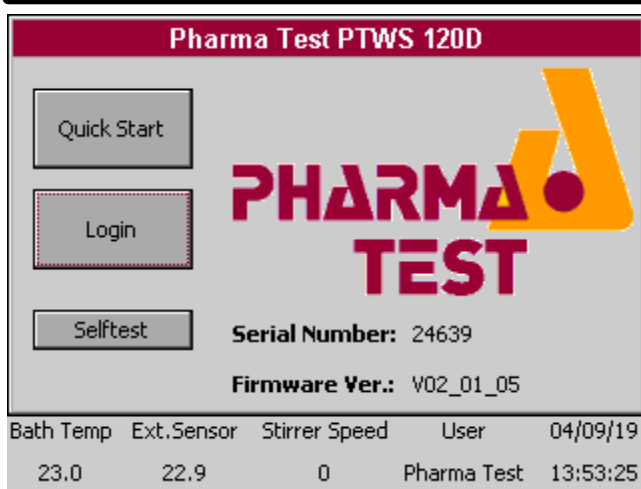 Pharma Test PTWS 120D
Quick Start
Login
Selftest
PHARMA
TEST
Serial Number: 24639
Firmware Ver.: V02_01_05
Bath Temp Ext.Sensor Stirrer Speed User 04/09/19
23.0 22.9 0 Pharma Test 13:53:25